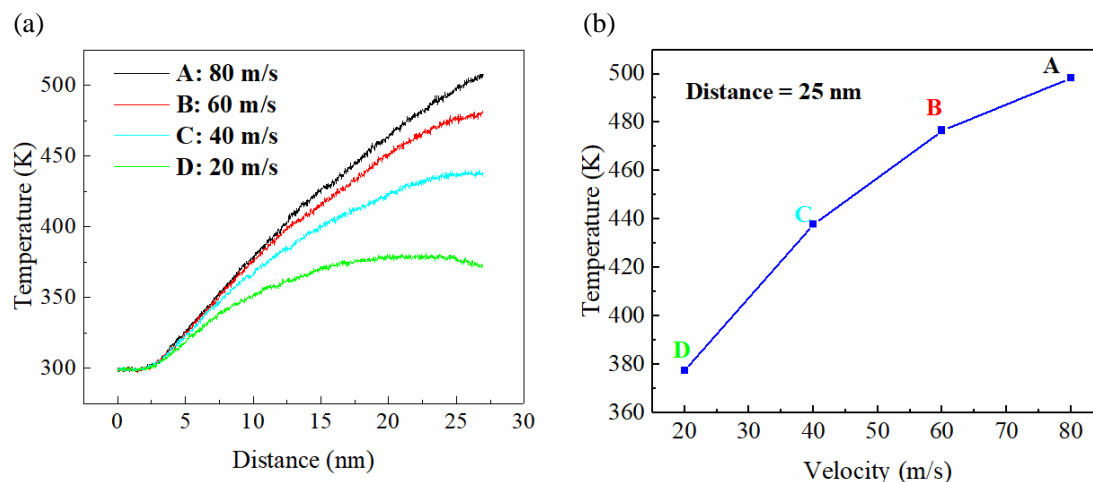 (a)
A: 80 m/s
B: 60 m/s
C: 40 m/s
D: 20 m/s
500
450
400
350
300
Temperature (K)
0 5 10 15 20 25 30
Distance (nm)
(b)
Distance = 25 nm
A
B
C
D
500
480
460
440
420
400
380
360
Temperature (K)
20 30 40 50 60 70 80
Velocity (m/s)